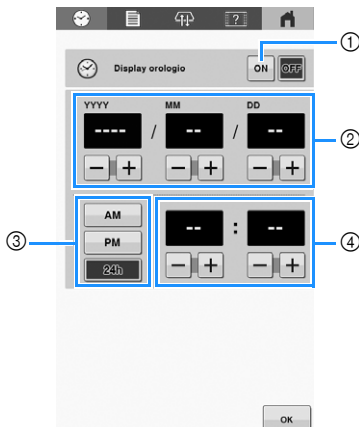 ?
①
Display orologio ON OFF
YYYY MM DD
---- / -- / --
②
− + − + − +
③
AM
PM
24h
-- : --
④
− + − +
OK